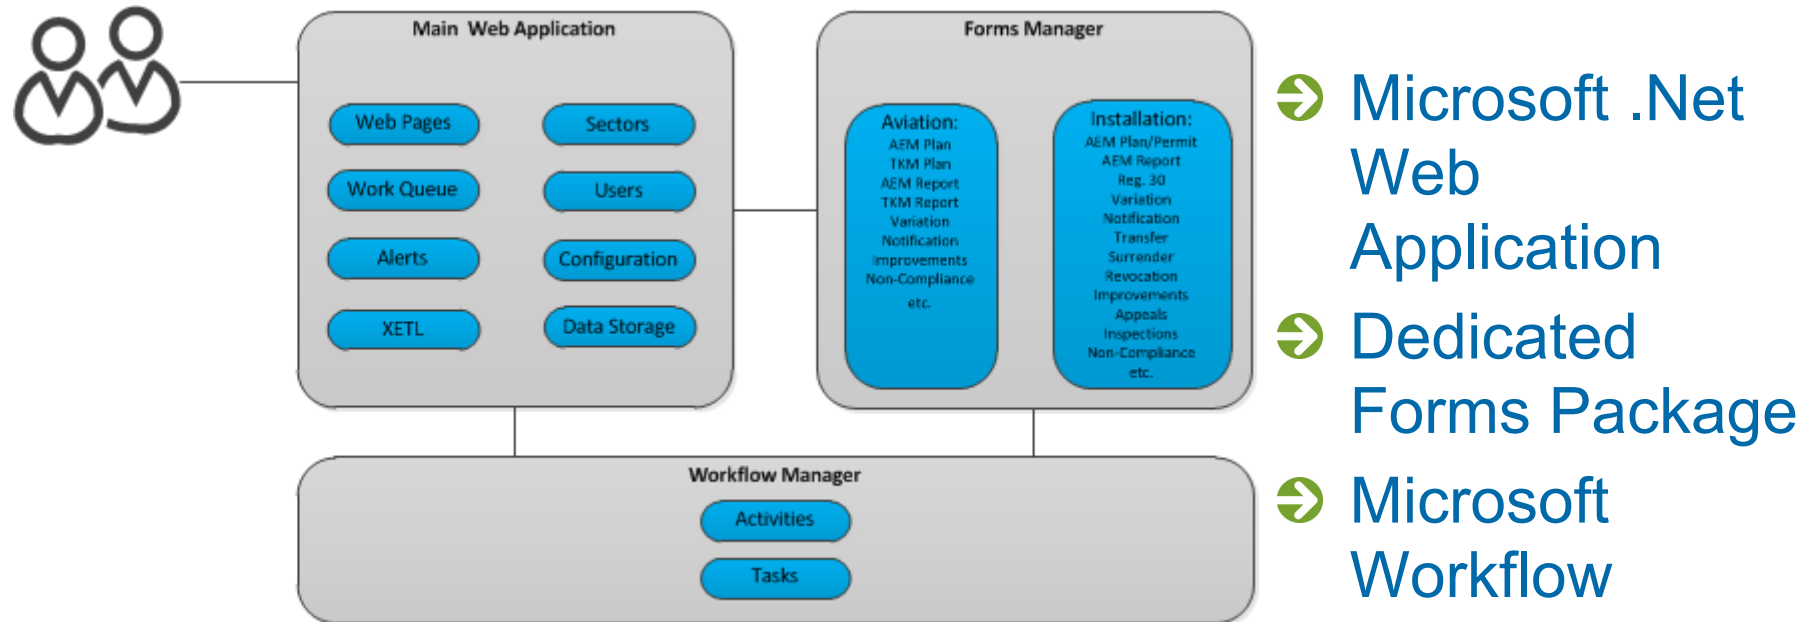 Main Web Application
Web Pages
Sectors
Work Queue
Users
Alerts
Configuration
XETL
Data Storage
Forms Manager
Aviation:
AEM Plan
TKM Plan
AEM Report
TKM Report
Variation
Notification
Improvements
Non-Compliance
etc.
Installation:
AEM Plan/Permit
AEM Report
Reg. 30
Variation
Notification
Transfer
Surrender
Revocation
Improvements
Appeals
Inspections
Non-Compliance
etc.
Workflow Manager
Activities
Tasks
Microsoft .Net
Web
Application
Dedicated
Forms Package
Microsoft
Workflow